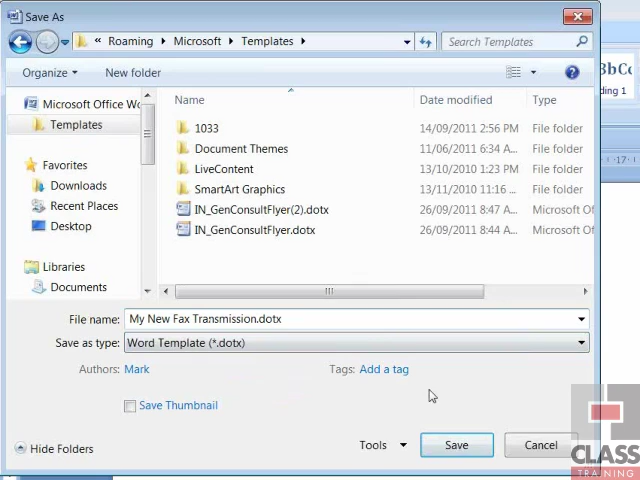 Save As
« Roaming Microsoft Templates Search Templates
Organize New folder
Name Date modified Type
Microsoft Office Wo
Templates
Favorites
Downloads
Recent Places
Desktop
Libraries
Documents
1033 14/09/2011 2:56 PM File folder
Document Themes 11/06/2011 6:34 A... File folder
LiveContent 13/10/2010 1:23 PM File folder
SmartArt Graphics 13/11/2010 11:16 ... File folder
IN_GenConsultFlyer(2).dotx 26/09/2011 8:47 A... Microsoft Of
IN_GenConsultFlyer.dotx 26/09/2011 8:44 A... Microsoft Of
File name: My New Fax Transmission.dotx
Save as type: Word Template (*.dotx)
Authors: Mark Tags: Add a tag
Save Thumbnail
Hide Folders Tools Save Cancel
ding 1
17
CLASS
TRAINING